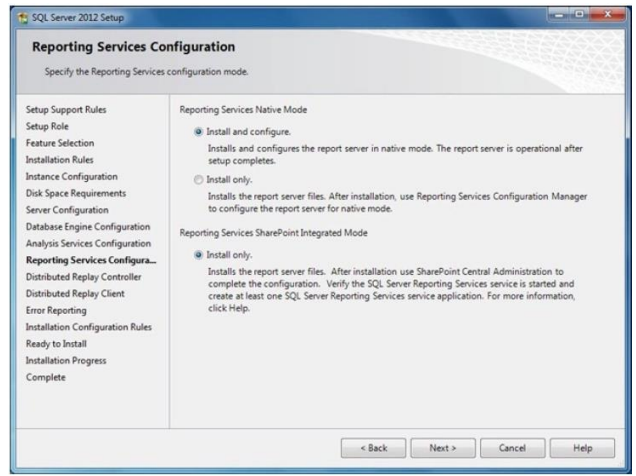 SQL Server 2012 Setup
Reporting Services Configuration
Specify the Reporting Services configuration mode.
Setup Support Rules
Setup Role
Feature Selection
Installation Rules
Instance Configuration
Disk Space Requirements
Server Configuration
Database Engine Configuration
Analysis Services Configuration
Reporting Services Configura...
Distributed Replay Controller
Distributed Replay Client
Error Reporting
Installation Configuration Rules
Ready to Install
Installation Progress
Complete
Reporting Services Native Mode
Install and configure.
Installs and configures the report server in native mode. The report server is operational after
setup completes.
Install only.
Installs the report server files. After installation, use Reporting Services Configuration Manager
to configure the report server for native mode.
Reporting Services SharePoint Integrated Mode
Install only.
Installs the report server files. After installation use SharePoint Central Administration to
complete the configuration. Verify the SQL Server Reporting Services service is started and
create at least one SQL Server Reporting Services service application. For more information,
click Help.
< Back
Next >
Cancel
Help